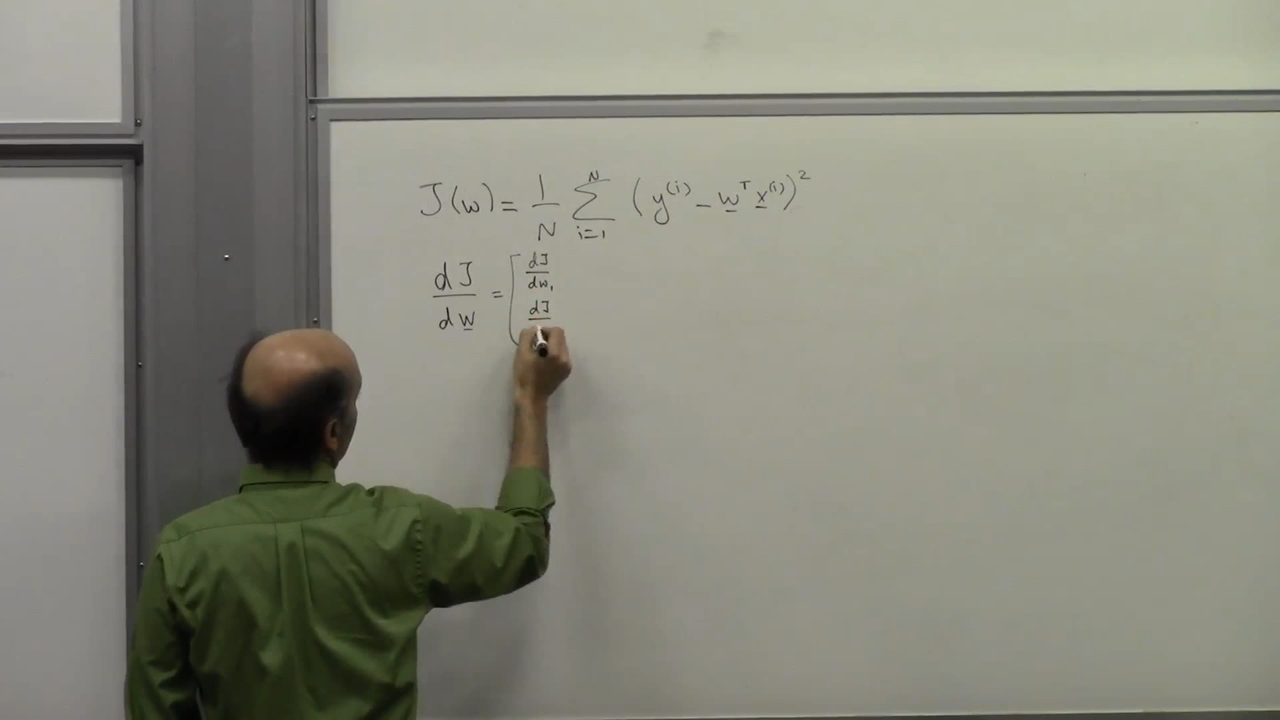 J(w) = 1/N Σ_{i=1}^{N} (y^{(i)} - w^T x^{(i)})^2
dJ/dw = [ dJ/dw_1
dJ